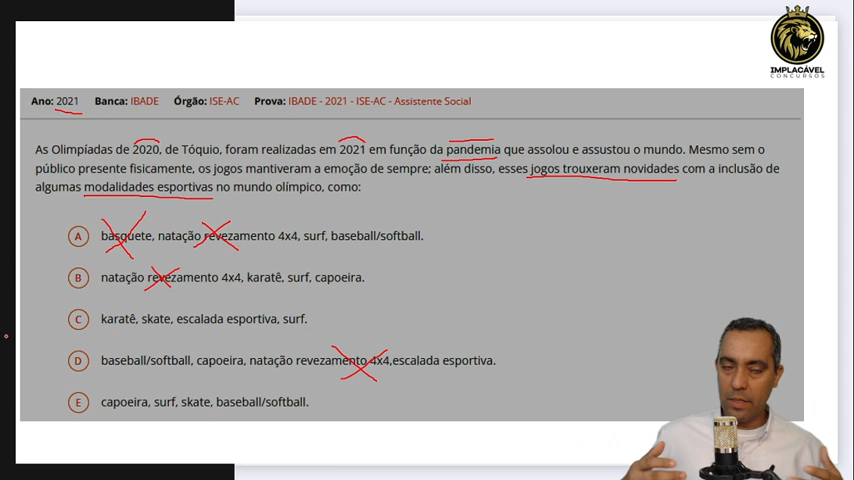 IMPLACÁVEL
CONCURSOS
Ano: 2021 Banca: IBADE Órgão: ISE-AC Prova: IBADE - 2021 - ISE-AC - Assistente Social
As Olimpíadas de 2020, de Tóquio, foram realizadas em 2021 em função da pandemia que assolou e assustou o mundo. Mesmo sem o
público presente fisicamente, os jogos mantiveram a emoção de sempre; além disso, esses jogos trouxeram novidades com a inclusão de
algumas modalidades esportivas no mundo olímpico, como:
A basquete, natação revezamento 4x4, surf, baseball/softball.
B natação revezamento 4x4, karatê, surf, capoeira.
C karatê, skate, escalada esportiva, surf.
D baseball/softball, capoeira, natação revezamento 4x4,escalada esportiva.
E capoeira, surf, skate, baseball/softball.